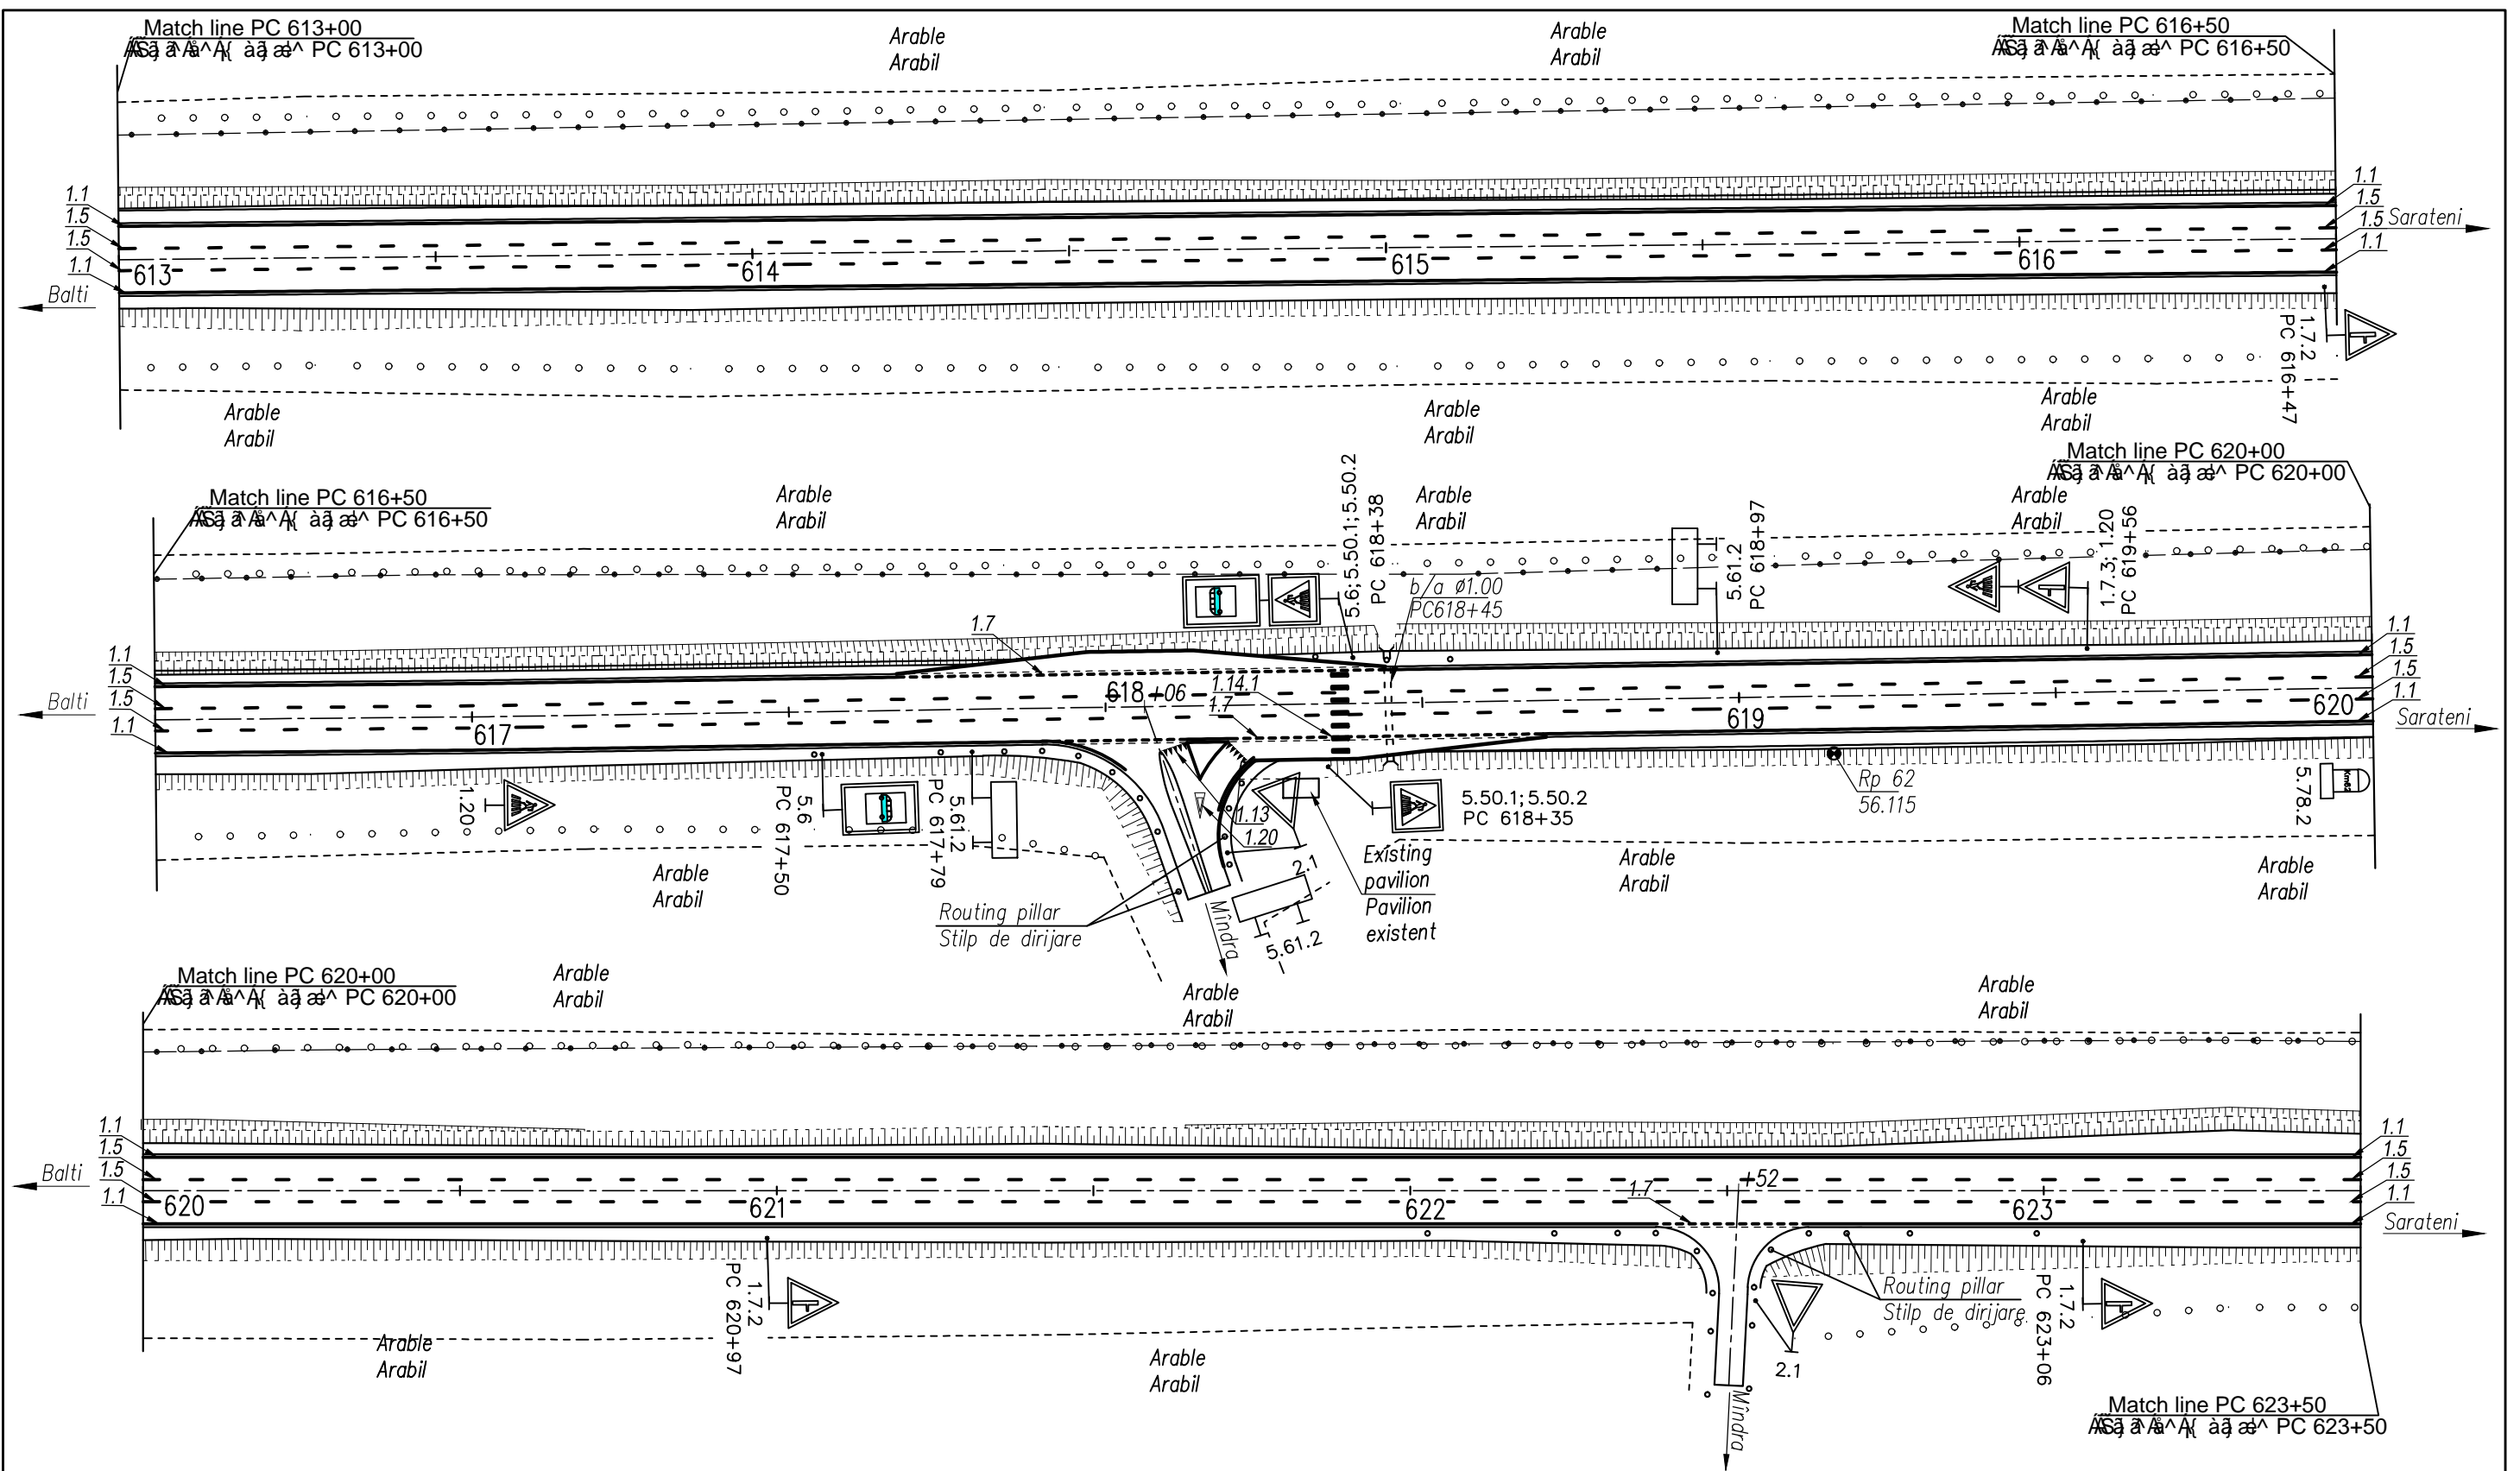 Match line PC 613+00
PC 613+00
Arable
Arabil
Arable
Arabil
Match line PC 616+50
PC 616+50
1.1
1.5
1.5
1.1
Balti
613
614
615
616
1.1
1.5
1.5
1.1
Sarateni
1.7.2
PC 616+47
Arable
Arabil
Arable
Arabil
Arable
Arabil
Match line PC 616+50
PC 616+50
Arable
Arabil
5.6; 5.50.1; 5.50.2
PC 618+38
Arable
Arabil
Match line PC 620+00
PC 620+00
Arable
Arabil
b/a ø1.00
PC618+45
5.61.2
PC 618+97
1.7.3; 1.20
PC 619+56
1.7
1.1
1.5
1.5
1.1
Balti
617
618
+06
1.14.1
1.7
619
620
1.1
1.5
1.5
1.1
Sarateni
1.20
5.6
PC 617+50
5.61.2
PC 617+79
1.13
1.20
5.50.1; 5.50.2
PC 618+35
Rp 62
56.115
5.78.2
Km62
Arable
Arabil
Routing pillar
Stilp de dirijare
Mîndra
2.1
5.61.2
Existing
pavilion
Pavilion
existent
Arable
Arabil
Arable
Arabil
Arable
Arabil
Match line PC 620+00
PC 620+00
Arable
Arabil
Arable
Arabil
1.1
1.5
1.5
1.1
Balti
620
621
622
1.7
+52
623
1.1
1.5
1.5
1.1
Sarateni
1.7.2
PC 620+97
Routing pillar
Stilp de dirijare
2.1
Mîndra
1.7.2
PC 623+06
Arable
Arabil
Arable
Arabil
Match line PC 623+50
PC 623+50